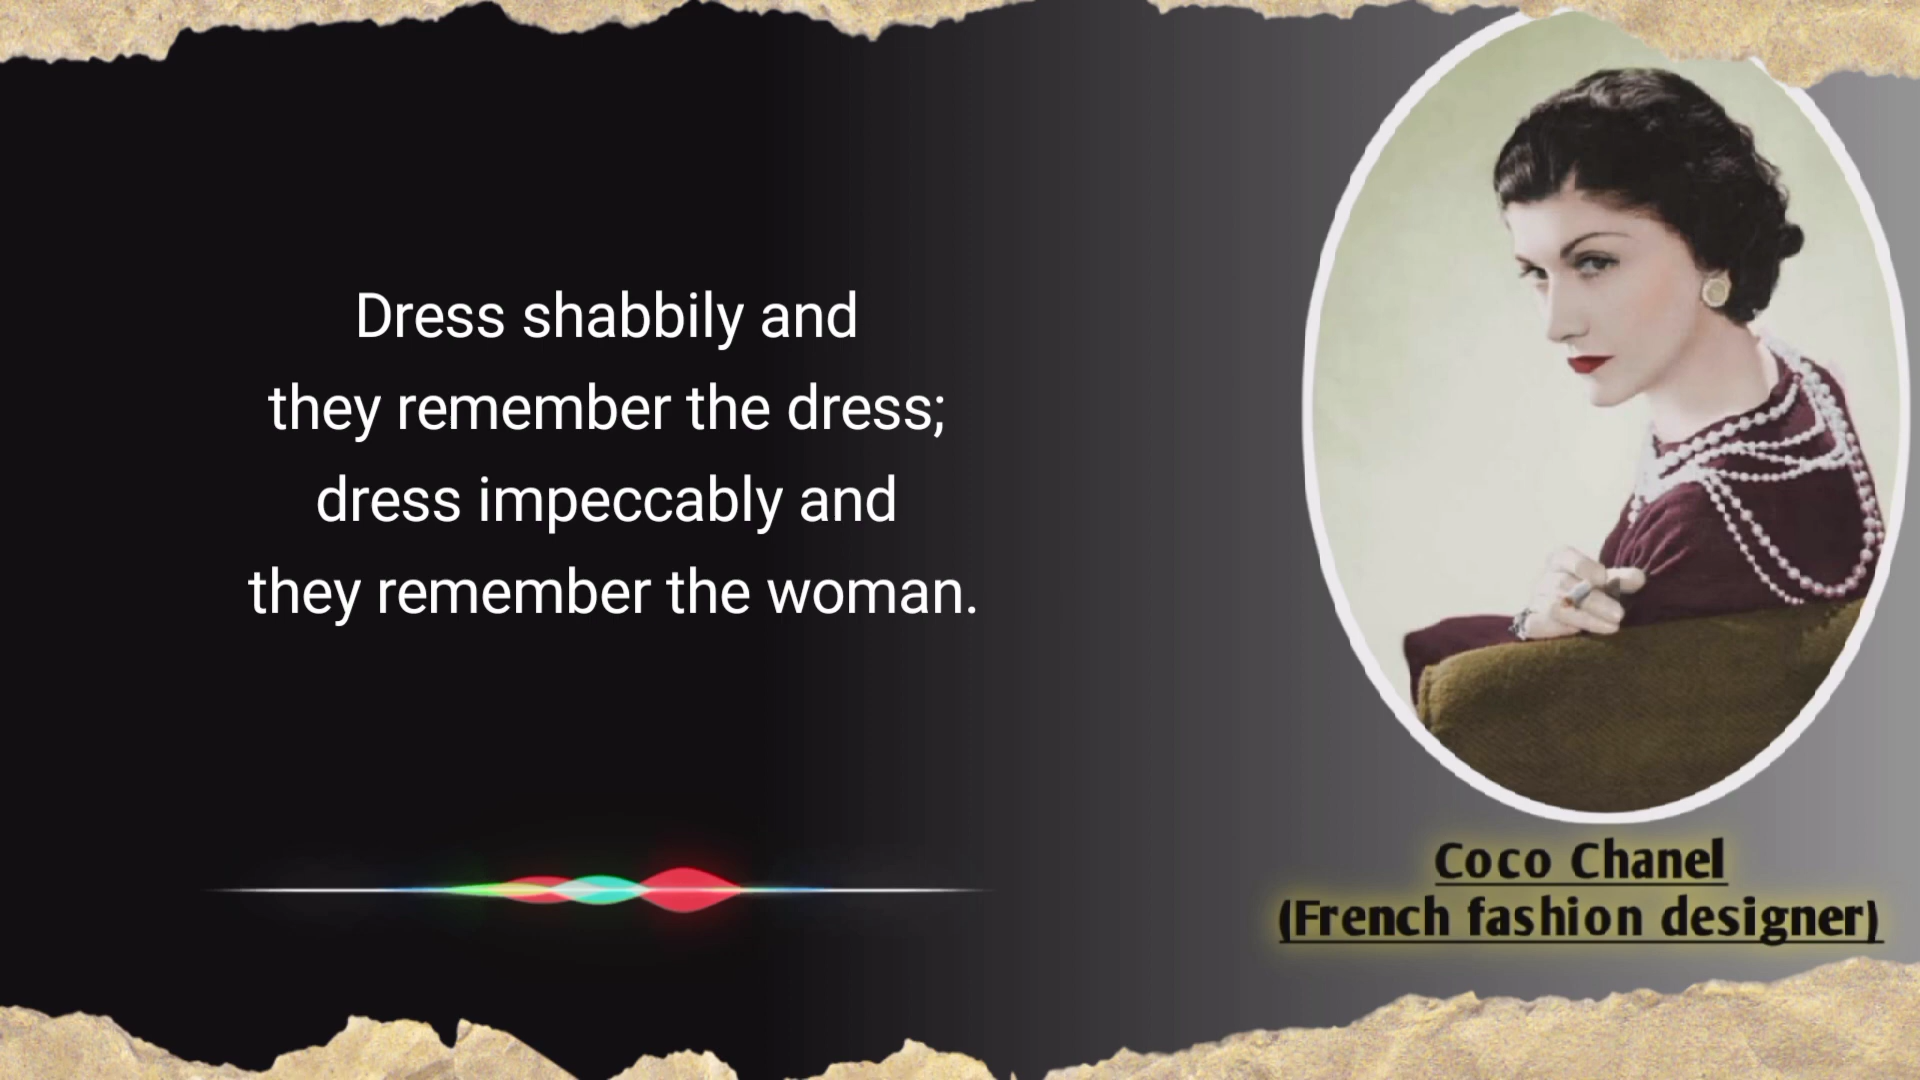 Dress shabbily and
they remember the dress;
dress impeccably and
they remember the woman.
Coco Chanel
(French fashion designer)